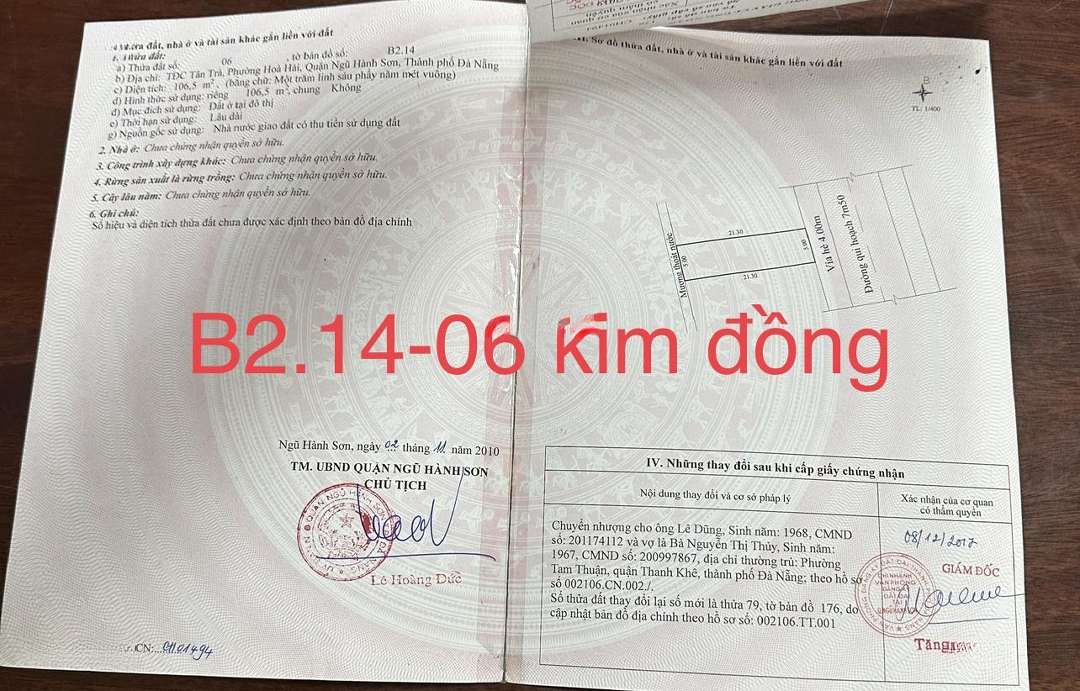 II. Thửa đất, nhà ở và tài sản khác gắn liền với đất
1. Thửa đất:
a) Thửa đất số: 06 , tờ bản đồ số: B2.14
b) Địa chỉ: TĐC Tân Trà, Phường Hoà Hải, Quận Ngũ Hành Sơn, Thành phố Đà Nẵng
c) Diện tích: 106,5 m², (bằng chữ: Một trăm linh sáu phẩy năm mét vuông)
d) Hình thức sử dụng: riêng 106,5 m², chung Không
đ) Mục đích sử dụng: Đất ở tại đô thị
e) Thời hạn sử dụng: Lâu dài
g) Nguồn gốc sử dụng: Nhà nước giao đất có thu tiền sử dụng đất
2. Nhà ở: Chưa chứng nhận quyền sở hữu.
3. Công trình xây dựng khác: Chưa chứng nhận quyền sở hữu.
4. Rừng sản xuất là rừng trồng: Chưa chứng nhận quyền sở hữu.
5. Cây lâu năm: Chưa chứng nhận quyền sở hữu.
6. Ghi chú:
Số hiệu và diện tích thửa đất chưa được xác định theo bản đồ địa chính
Ngũ Hành Sơn, ngày 02 tháng 11 năm 2010
TM. UBND QUẬN NGŨ HÀNH SƠN
CHỦ TỊCH
Lê Hoàng Đức
CN: 01101494
III. Sơ đồ thửa đất, nhà ở và tài sản khác gắn liền với đất
B
TL: 1/400
Mương thoát nước
5.00
21.30
21.30
5.00
Vỉa hè 4.00m
Đường qui hoạch 7m50
B2.14-06 kim đồng
IV. Những thay đổi sau khi cấp giấy chứng nhận
Nội dung thay đổi và cơ sở pháp lý
Xác nhận của cơ quan
có thẩm quyền
Chuyển nhượng cho ông Lê Dũng, Sinh năm: 1968, CMND
số: 201174112 và vợ là Bà Nguyễn Thị Thủy, Sinh năm:
1967, CMND số: 200997867, địa chỉ thường trú: Phường
Tam Thuận, quận Thanh Khê, thành phố Đà Nẵng; theo hồ sơ
số 002106.CN.002./.
Số thửa đất thay đổi lại số mới là thửa 79, tờ bản đồ 176, do
cập nhật bản đồ địa chính theo hồ sơ số: 002106.TT.001
08/12/2017
GIÁM ĐỐC
Tăng